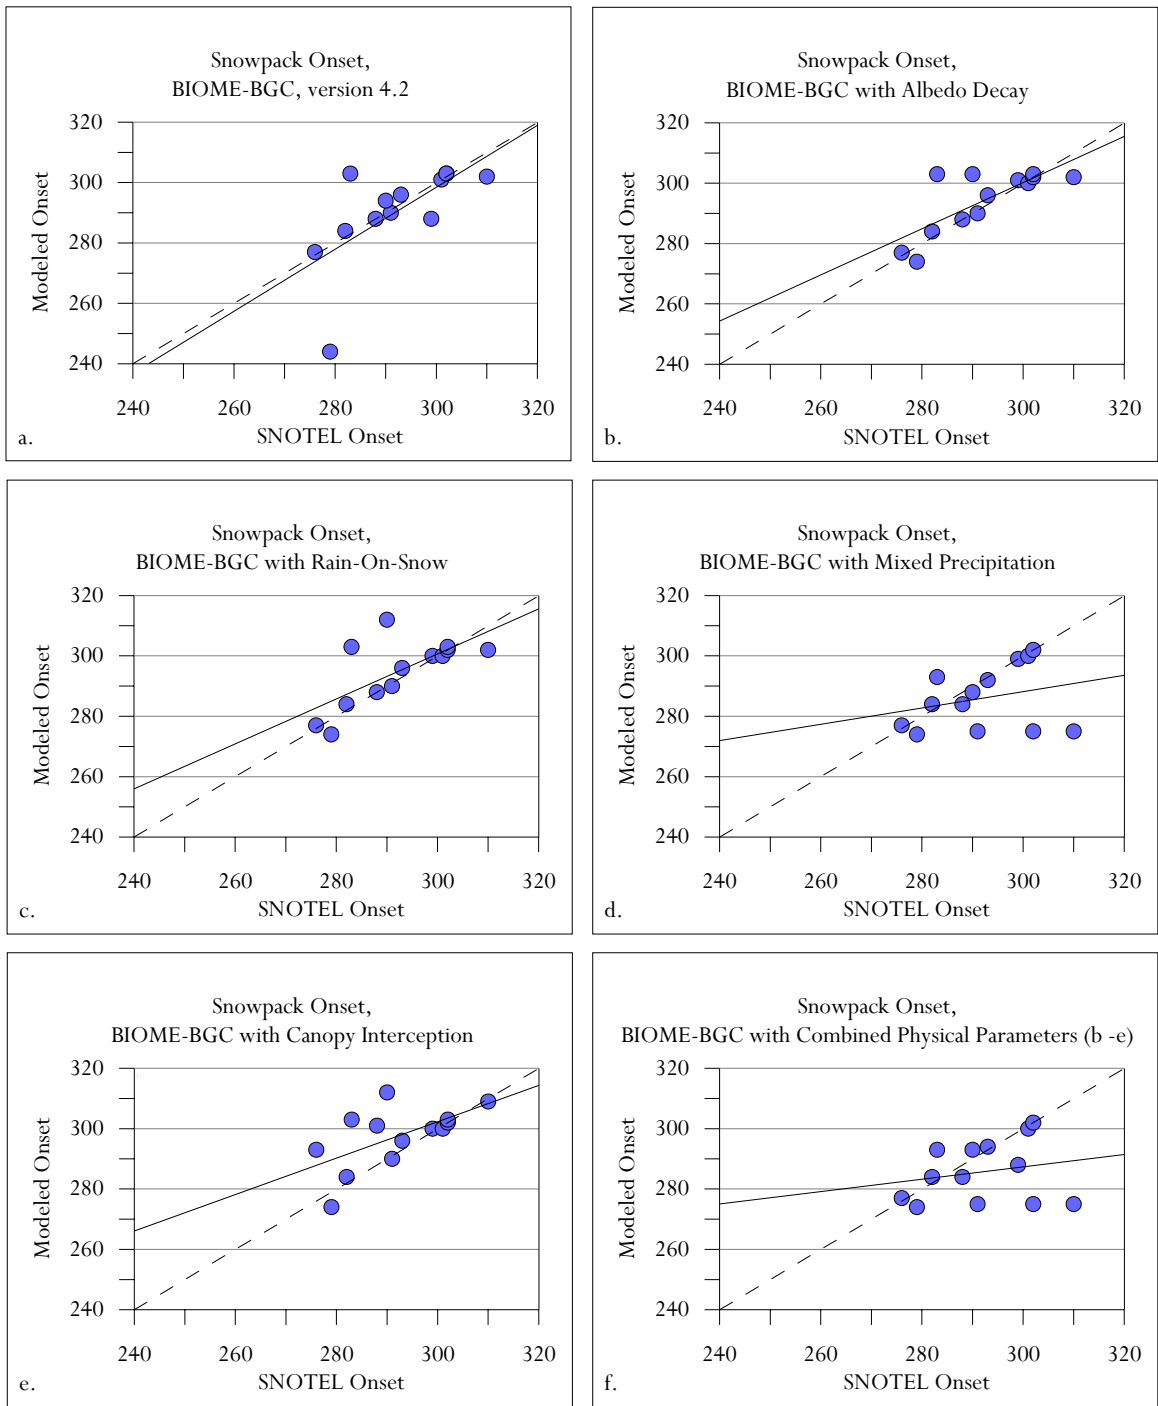 Snowpack Onset,
BIOME-BGC, version 4.2
320
300
280
260
240
Modeled Onset
240 260 280 300 320
SNOTEL Onset
a.
Snowpack Onset,
BIOME-BGC with Albedo Decay
320
300
280
260
240
Modeled Onset
240 260 280 300 320
SNOTEL Onset
b.
Snowpack Onset,
BIOME-BGC with Rain-On-Snow
320
300
280
260
240
Modeled Onset
240 260 280 300 320
SNOTEL Onset
c.
Snowpack Onset,
BIOME-BGC with Mixed Precipitation
320
300
280
260
240
Modeled Onset
240 260 280 300 320
SNOTEL Onset
d.
Snowpack Onset,
BIOME-BGC with Canopy Interception
320
300
280
260
240
Modeled Onset
240 260 280 300 320
SNOTEL Onset
e.
Snowpack Onset,
BIOME-BGC with Combined Physical Parameters (b -e)
320
300
280
260
240
Modeled Onset
240 260 280 300 320
SNOTEL Onset
f.